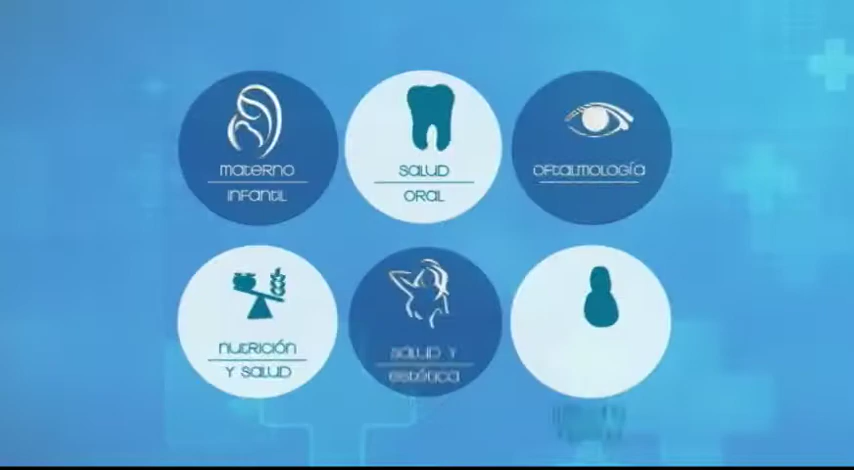 MATERNO
INFANTIL
SALUD
ORAL
OFTALMOLOGÍA
NUTRICIÓN
Y SALUD
SALUD Y
ESTÉTICA